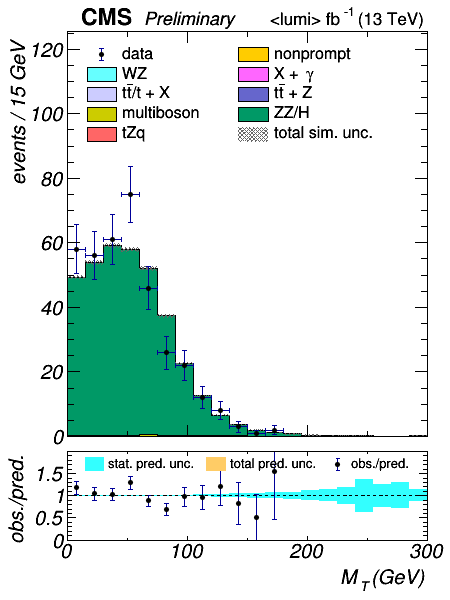 CMS Preliminary <lumi> fb⁻¹ (13 TeV)
events / 15 GeV
120
100
80
60
40
20
0
data
WZ
tt̄/t + X
multiboson
tZq
nonprompt
X + γ
tt̄ + Z
ZZ/H
total sim. unc.
obs./pred.
1.5
1
0.5
0
stat. pred. unc. total pred. unc. obs./pred.
0 100 200 300
M_T (GeV)